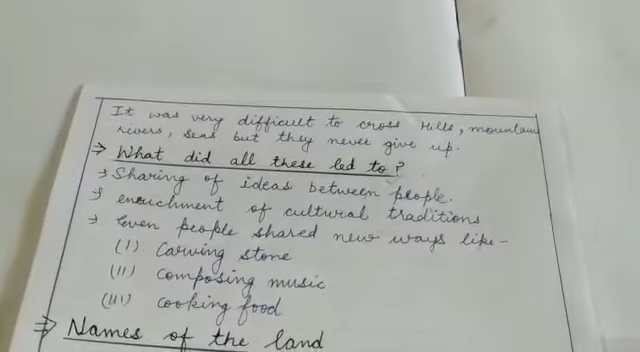 It was very difficult to cross Hills, mountain
rivers, seas but they never give up.
⇒ What did all these led to?
→ Sharing of ideas between people.
→ enrichment of cultural traditions
→ Even people shared new ways like -
(I) Carving stone
(II) composing music
(III) cooking food
⇒ Names of the land